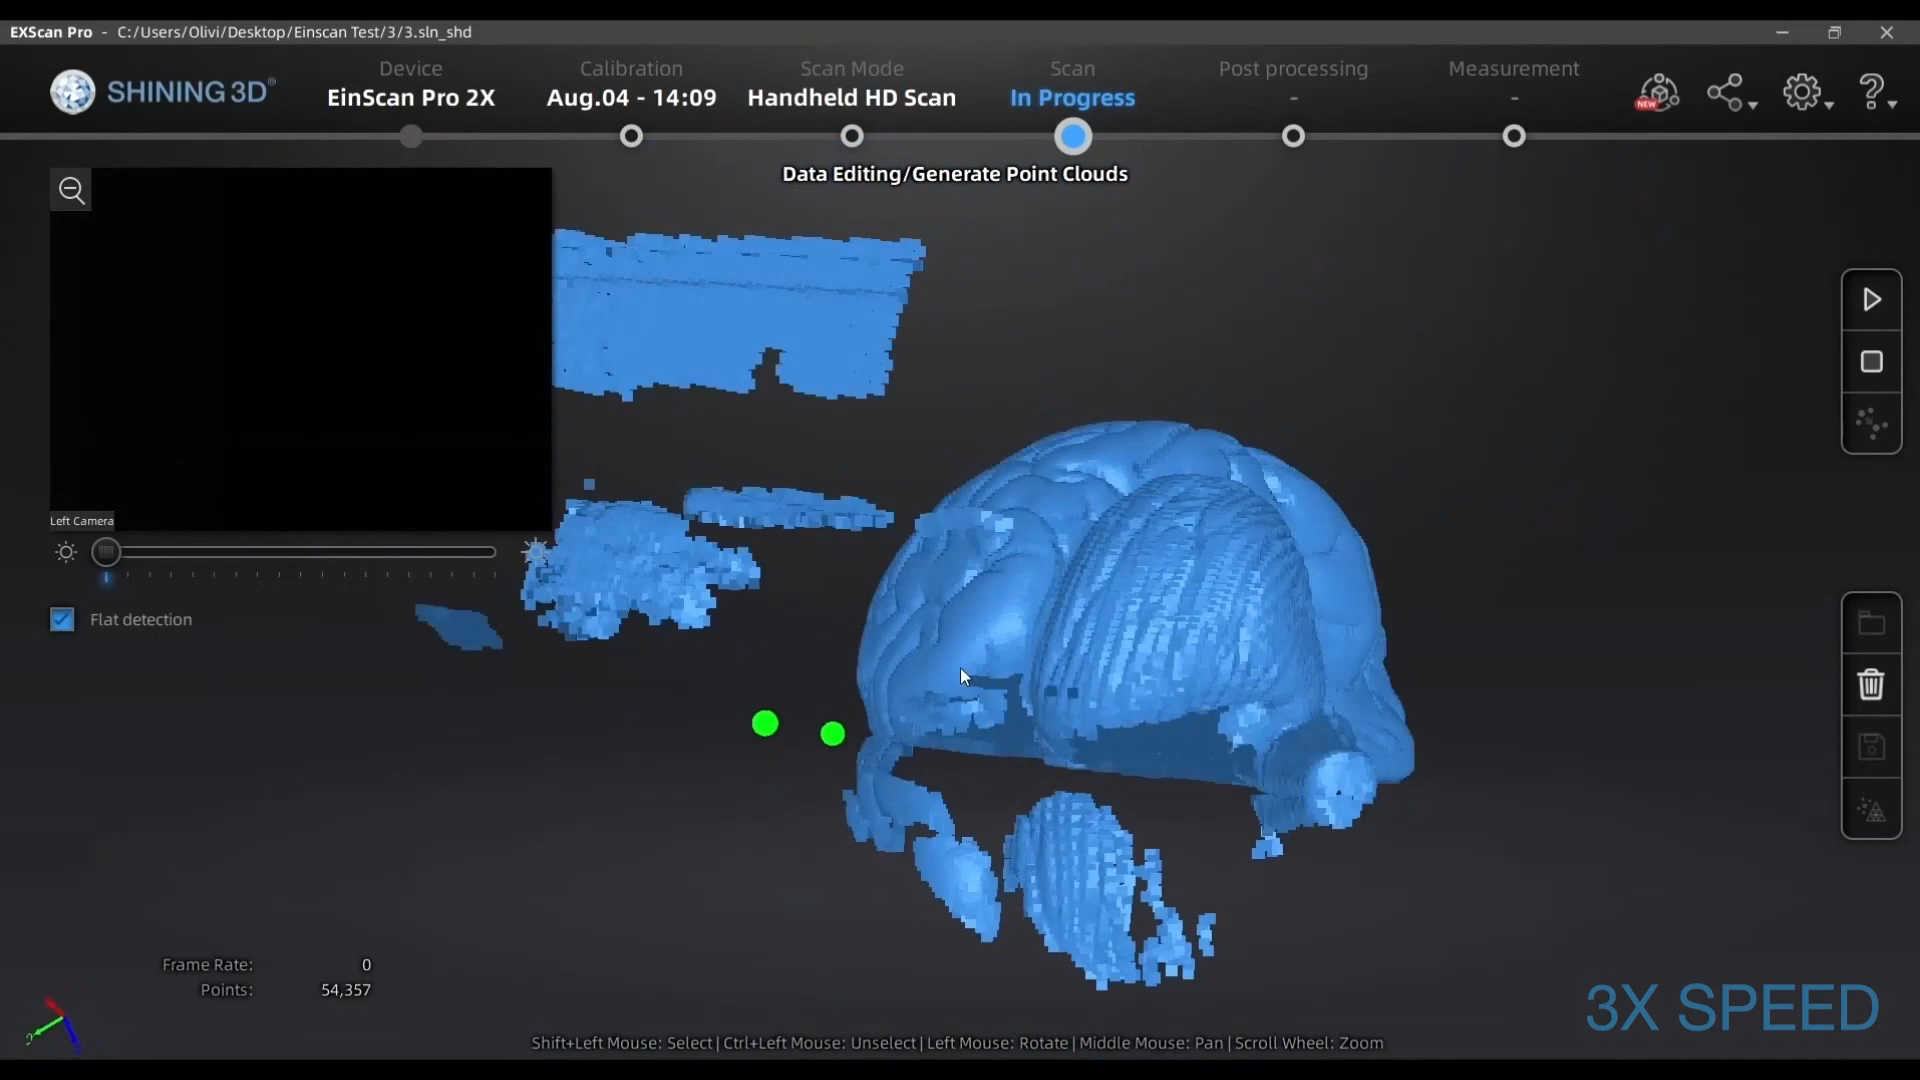 EXScan Pro - C:/Users/Olivi/Desktop/Einscan Test/3/3.sln_shd
SHINING 3D®
Device
EinScan Pro 2X
Calibration
Aug.04 - 14:09
Scan Mode
Handheld HD Scan
Scan
In Progress
Post processing
-
Measurement
-
NEW
?
Data Editing/Generate Point Clouds
Left Camera
Flat detection
Frame Rate: 0
Points: 54,357
3X SPEED
Shift+Left Mouse: Select | Ctrl+Left Mouse: Unselect | Left Mouse: Rotate | Middle Mouse: Pan | Scroll Wheel: Zoom